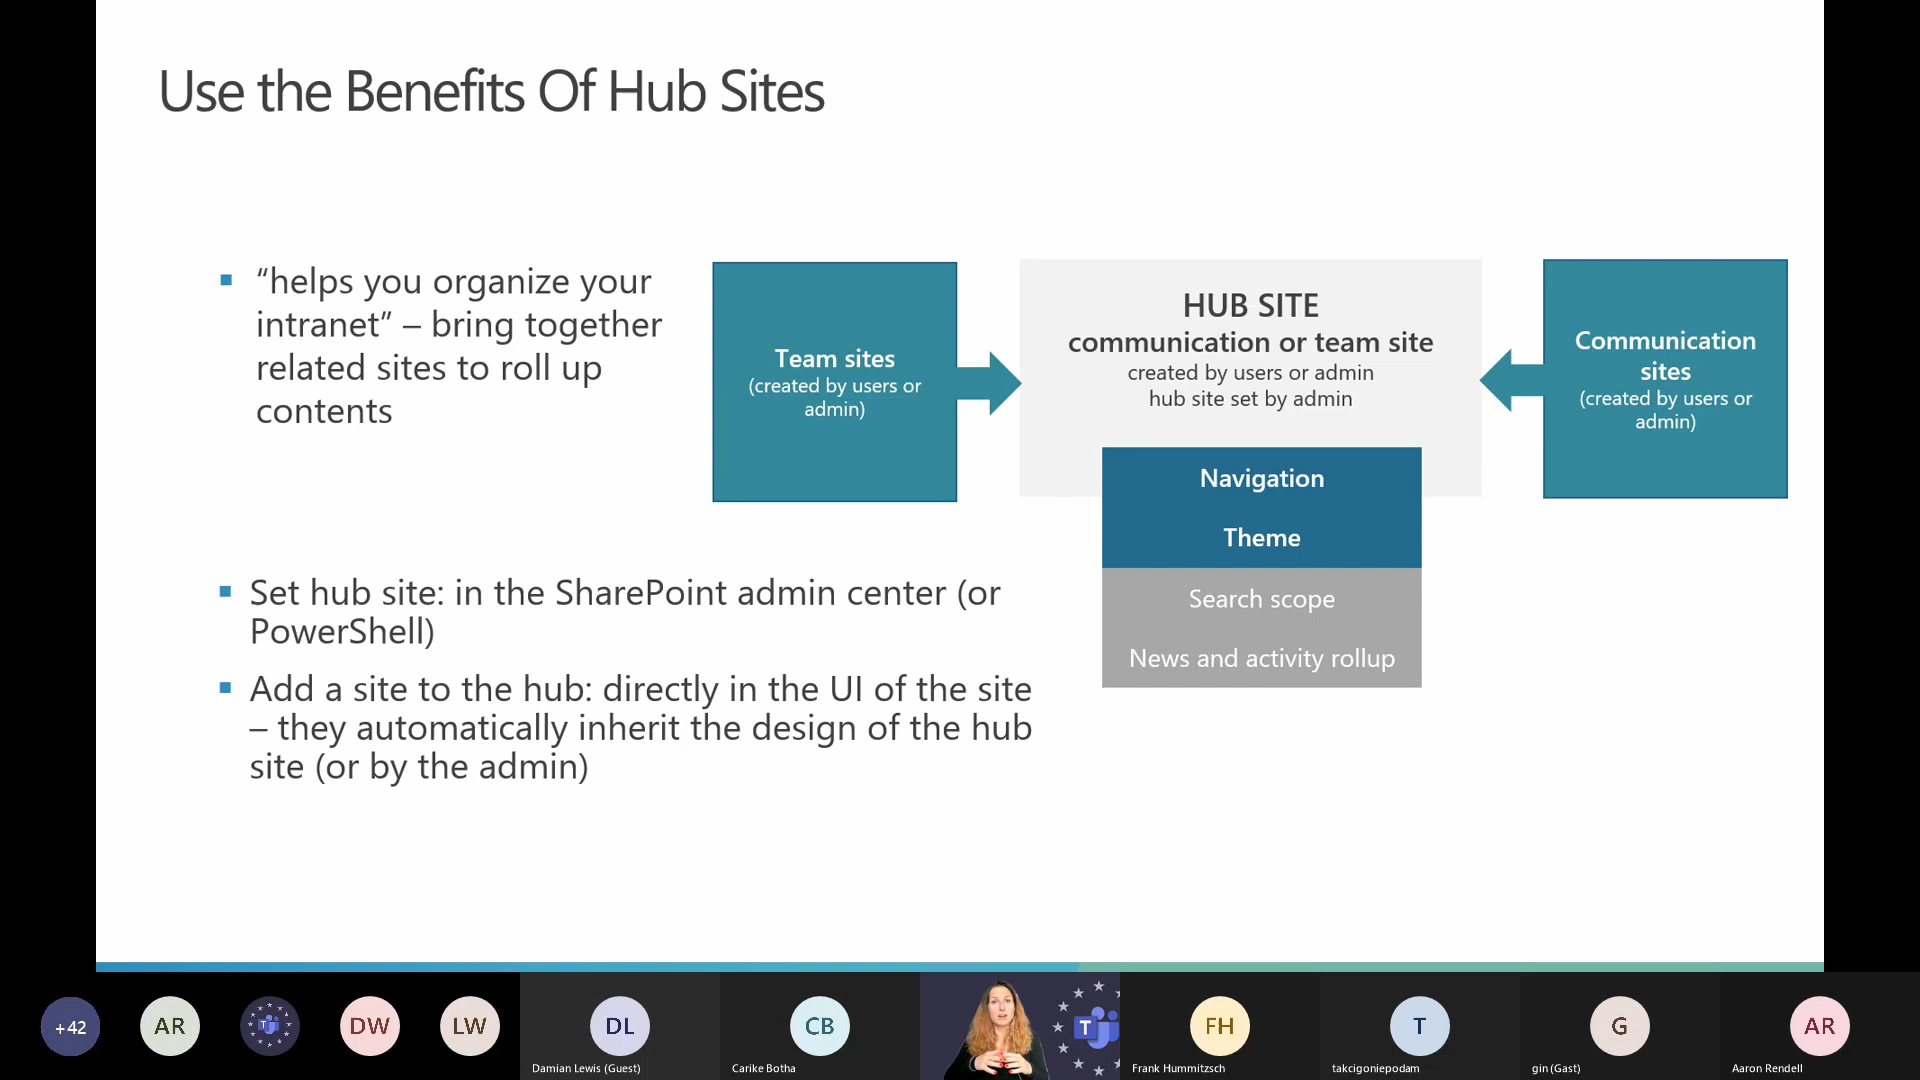 Use the Benefits Of Hub Sites
▪ “helps you organize your
intranet” – bring together
related sites to roll up
contents
Team sites
(created by users or
admin)
HUB SITE
communication or team site
created by users or admin
hub site set by admin
Communication
sites
(created by users or
admin)
Navigation
Theme
Search scope
News and activity rollup
▪ Set hub site: in the SharePoint admin center (or
PowerShell)
▪ Add a site to the hub: directly in the UI of the site
– they automatically inherit the design of the hub
site (or by the admin)
+42
AR
T
DW
LW
DL
Damian Lewis (Guest)
CB
Carike Botha
T
FH
Frank Hummitzsch
T
takcigoniepodam
G
gin (Gast)
AR
Aaron Rendell